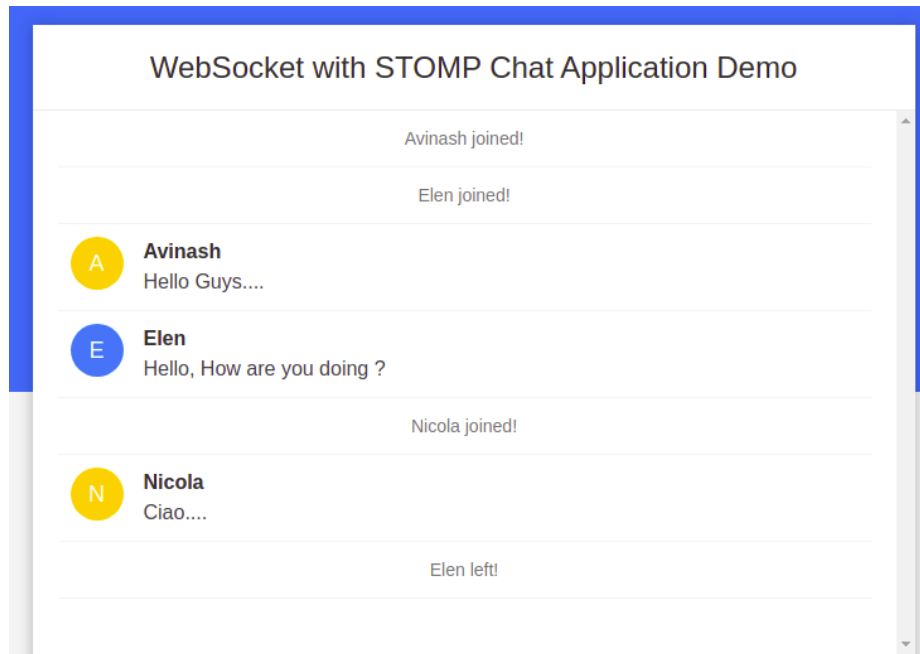 WebSocket with STOMP Chat Application Demo
Avinash joined!
Elen joined!
A
Avinash
Hello Guys....
E
Elen
Hello, How are you doing ?
Nicola joined!
N
Nicola
Ciao....
Elen left!